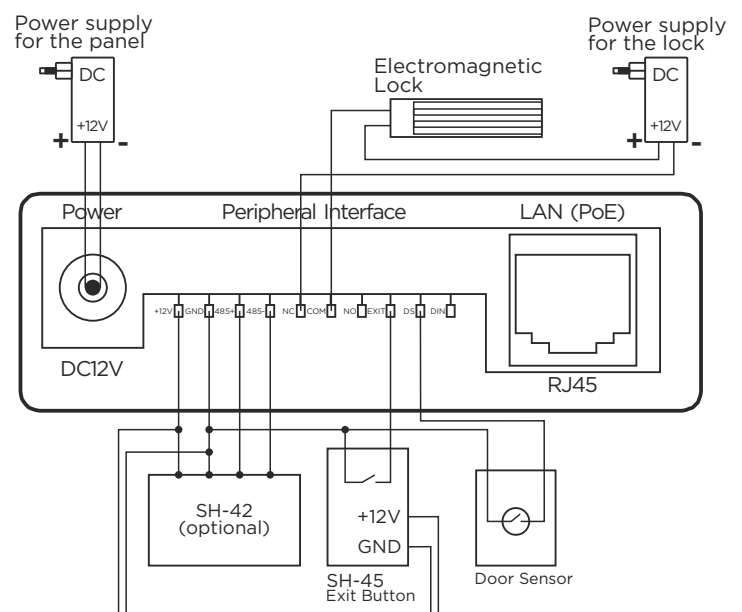 Power supply
for the panel
Power supply
for the lock
DC
Electromagnetic
Lock
DC
+12V
+12V
+
-
+
-
Power
Peripheral Interface
LAN (PoE)
+12V
GND
485+
485-
NC
COM
NO
EXIT
DS
DIN
DC12V
RJ45
SH-42
(optional)
+12V
GND
SH-45
Exit Button
Door Sensor